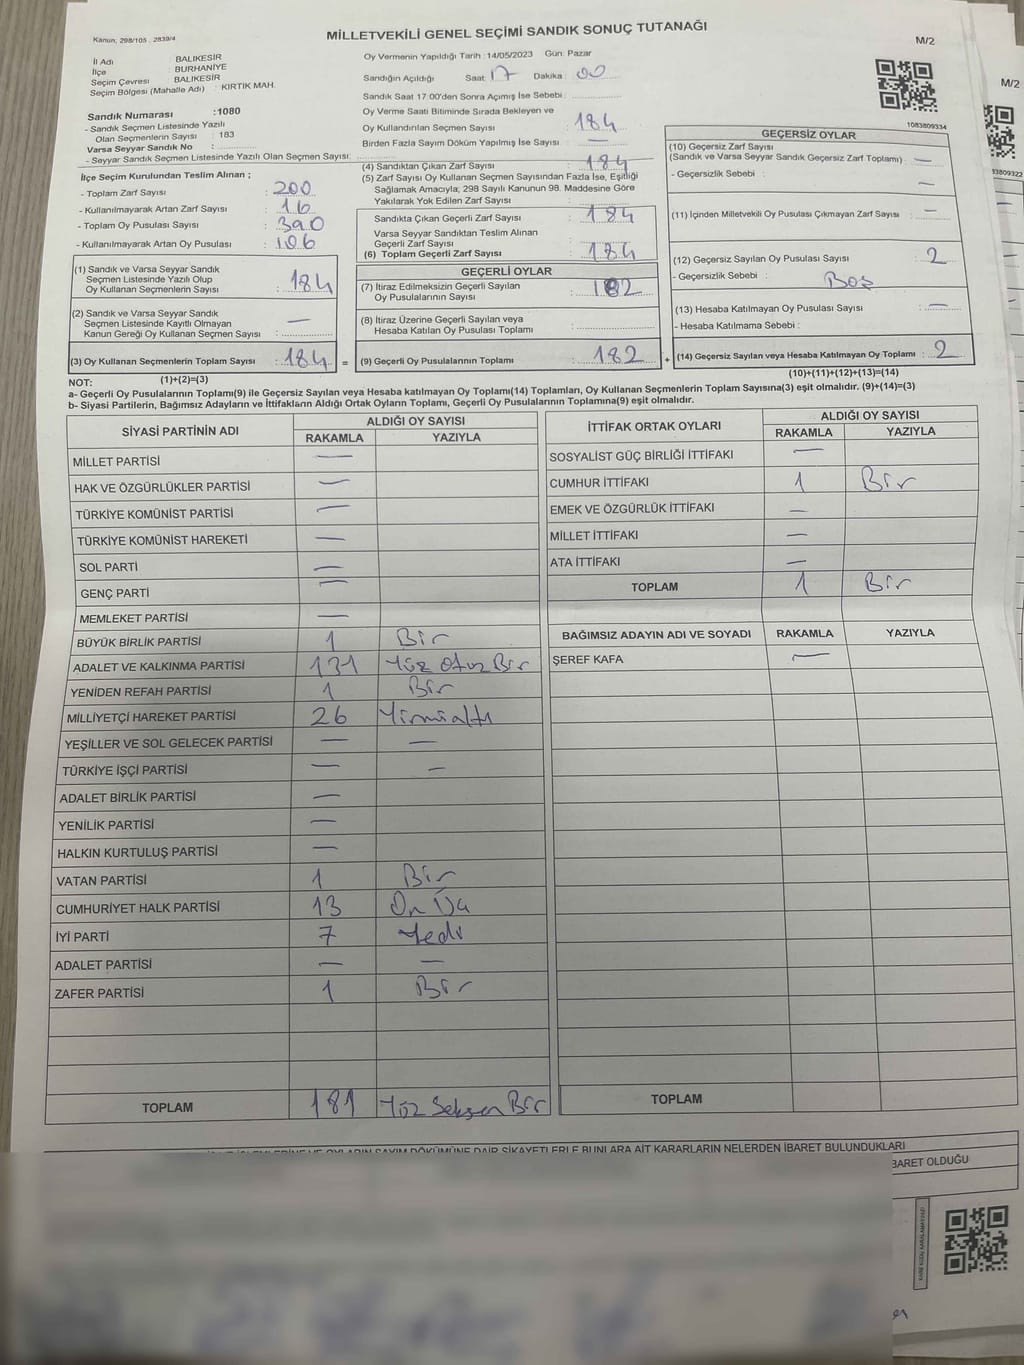 Kanun: 298/105 . 2839/4
MİLLETVEKİLİ GENEL SEÇİMİ SANDIK SONUÇ TUTANAĞI
M/2
M/2
İl Adı : BALIKESİR
İlçe : BURHANİYE
Seçim Çevresi : BALIKESİR
Seçim Bölgesi (Mahalle Adı) : KIRTIK MAH.
Sandık Numarası :1080
- Sandık Seçmen Listesinde Yazılı
Olan Seçmenlerin Sayısı : 183
Varsa Seyyar Sandık No :
- Seyyar Sandık Seçmen Listesinde Yazılı Olan Seçmen Sayısı:
İlçe Seçim Kurulundan Teslim Alınan ;
- Toplam Zarf Sayısı : 200
- Kullanılmayarak Artan Zarf Sayısı : 16
- Toplam Oy Pusulası Sayısı : 390
- Kullanılmayarak Artan Oy Pusulası : 106
(1) Sandık ve Varsa Seyyar Sandık
Seçmen Listesinde Yazılı Olup
Oy Kullanan Seçmenlerin Sayısı : 184
(2) Sandık ve Varsa Seyyar Sandık
Seçmen Listesinde Kayıtlı Olmayan
Kanun Gereği Oy Kullanan Seçmen Sayısı : —
(3) Oy Kullanan Seçmenlerin Toplam Sayısı : 184 =
Oy Vermenin Yapıldığı Tarih : 14/05/2023 Gün: Pazar
Sandığın Açıldığı Saat: 17 Dakika : 00
Sandık Saat 17:00'den Sonra Açımış İse Sebebi :
Oy Verme Saati Bitiminde Sırada Bekleyen ve
Oy Kullandırılan Seçmen Sayısı : 184
Birden Fazla Sayım Döküm Yapılmış İse Sayısı : —
(4) Sandıktan Çıkan Zarf Sayısı : 184
(5) Zarf Sayısı Oy Kullanan Seçmen Sayısından Fazla İse, Eşitliği
Sağlamak Amacıyla; 298 Sayılı Kanunun 98. Maddesine Göre
Yakılarak Yok Edilen Zarf Sayısı :
Sandıkta Çıkan Geçerli Zarf Sayısı : 184
Varsa Seyyar Sandıktan Teslim Alınan
Geçerli Zarf Sayısı :
(6) Toplam Geçerli Zarf Sayısı : 184
GEÇERLİ OYLAR
(7) İtiraz Edilmeksizin Geçerli Sayılan
Oy Pusulalarının Sayısı : 182
(8) İtiraz Üzerine Geçerli Sayılan veya
Hesaba Katılan Oy Pusulası Toplamı :
(9) Geçerli Oy Pusulalarının Toplamı : 182 +
1083809334
GEÇERSİZ OYLAR
(10) Geçersiz Zarf Sayısı
(Sandık ve Varsa Seyyar Sandık Geçersiz Zarf Toplamı) : —
- Geçersizlik Sebebi : —
(11) İçinden Milletvekili Oy Pusulası Çıkmayan Zarf Sayısı : —
(12) Geçersiz Sayılan Oy Pusulası Sayısı : 2
- Geçersizlik Sebebi : Boş
(13) Hesaba Katılmayan Oy Pusulası Sayısı : —
- Hesaba Katılmama Sebebi :
(14) Geçersiz Sayılan veya Hesaba Katılmayan Oy Toplamı : 2
NOT: (1)+(2)=(3)
(10)+(11)+(12)+(13)=(14)
a- Geçerli Oy Pusulalarının Toplamı(9) ile Geçersiz Sayılan veya Hesaba katılmayan Oy Toplamı(14) Toplamları, Oy Kullanan Seçmenlerin Toplam Sayısına(3) eşit olmalıdır. (9)+(14)=(3)
b- Siyasi Partilerin, Bağımsız Adayların ve İttifakların Aldığı Ortak Oyların Toplamı, Geçerli Oy Pusulalarının Toplamına(9) eşit olmalıdır.
SİYASİ PARTİNİN ADI
ALDIĞI OY SAYISI
RAKAMLA YAZIYLA
MİLLET PARTİSİ —
HAK VE ÖZGÜRLÜKLER PARTİSİ —
TÜRKİYE KOMÜNİST PARTİSİ —
TÜRKİYE KOMÜNİST HAREKETİ —
SOL PARTİ —
GENÇ PARTİ —
MEMLEKET PARTİSİ —
BÜYÜK BİRLİK PARTİSİ 1 Bir
ADALET VE KALKINMA PARTİSİ 131 Yüz Otuz Bir
YENİDEN REFAH PARTİSİ 1 Bir
MİLLİYETÇİ HAREKET PARTİSİ 26 Yirmialtı
YEŞİLLER VE SOL GELECEK PARTİSİ — —
TÜRKİYE İŞÇİ PARTİSİ — —
ADALET BİRLİK PARTİSİ —
YENİLİK PARTİSİ —
HALKIN KURTULUŞ PARTİSİ —
VATAN PARTİSİ 1 Bir
CUMHURİYET HALK PARTİSİ 13 On Üç
İYİ PARTİ 7 Yedi
ADALET PARTİSİ — —
ZAFER PARTİSİ 1 Bir
TOPLAM 181 Yüz Seksen Bir
İTTİFAK ORTAK OYLARI
ALDIĞI OY SAYISI
RAKAMLA YAZIYLA
SOSYALİST GÜÇ BİRLİĞİ İTTİFAKI —
CUMHUR İTTİFAKI 1 Bir
EMEK VE ÖZGÜRLÜK İTTİFAKI —
MİLLET İTTİFAKI —
ATA İTTİFAKI —
TOPLAM 1 Bir
BAĞIMSIZ ADAYIN ADI VE SOYADI RAKAMLA YAZIYLA
ŞEREF KAFA —
TOPLAM
SAYIM DÖKÜMÜNE DAİR ŞİKAYETLERLE BUNLARA AİT KARARLARIN NELERDEN İBARET BULUNDUKLARI
BARET OLDUĞU